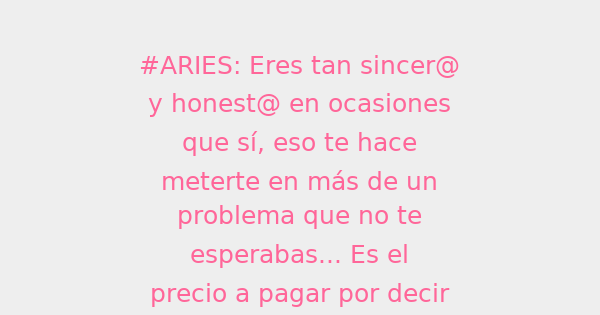 #ARIES: Eres tan sincer@
y honest@ en ocasiones
que sí, eso te hace
meterte en más de un
problema que no te
esperabas... Es el
precio a pagar por decir